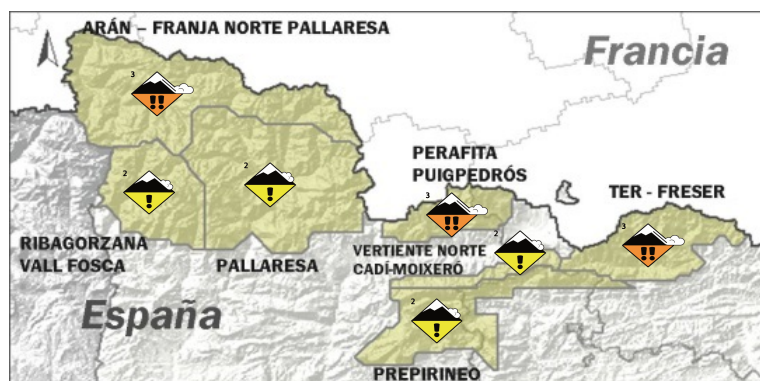 ARÁN – FRANJA NORTE PALLARESA
Francia
3
2
2
PERAFITA
PUIGPEDRÓS
3
TER - FRESER
3
RIBAGORZANA
VALL FOSCA
PALLARESA
VERTIENTE NORTE
CADÍ-MOIXERÓ
2
España
2
PREPIRINEO